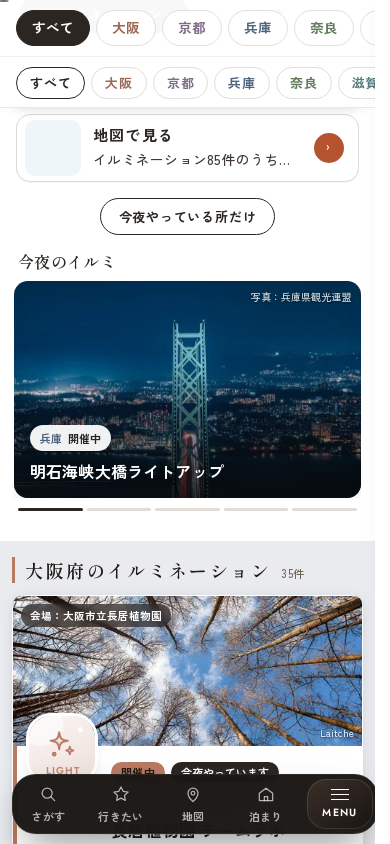 すべて 大阪 京都 兵庫 奈良
すべて 大阪 京都 兵庫 奈良 滋賀
地図で見る
イルミネーション85件のうち…
今夜やっている所だけ
今夜のイルミ
写真：兵庫県観光連盟
兵庫 開催中
明石海峡大橋ライトアップ
大阪府のイルミネーション 35件
会場：大阪市立長居植物園
Laitche
LIGHT
開催中 今夜やっています
さがす 行きたい 地図 泊まり MENU